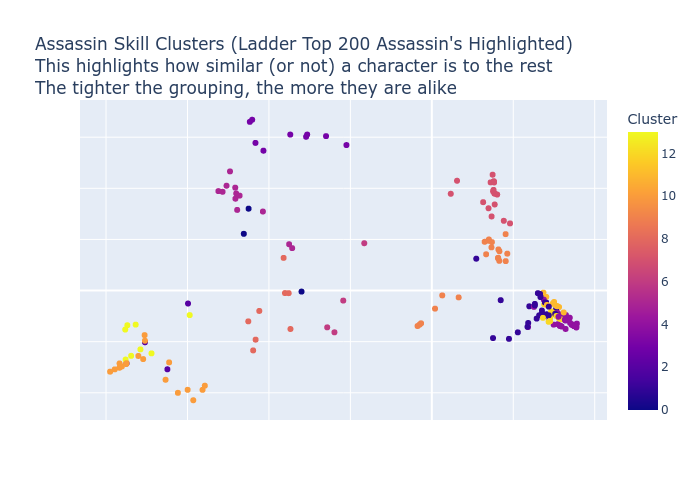 Assassin Skill Clusters (Ladder Top 200 Assassin's Highlighted)
This highlights how similar (or not) a character is to the rest
The tighter the grouping, the more they are alike
Cluster
12
10
8
6
4
2
0